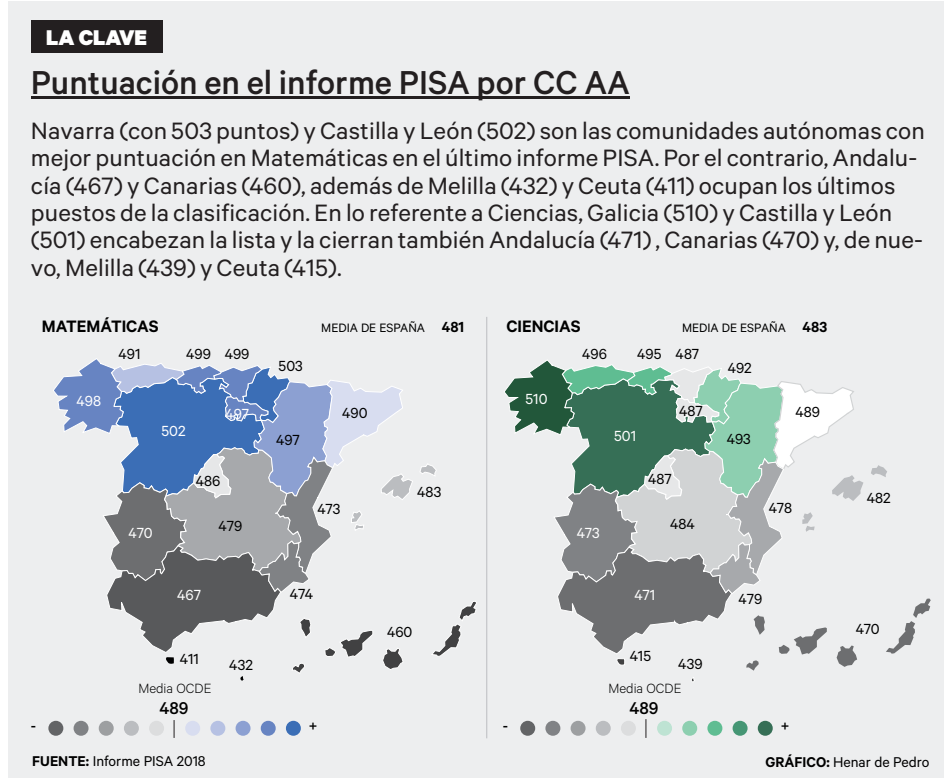 LA CLAVE
Puntuación en el informe PISA por CC AA
Navarra (con 503 puntos) y Castilla y León (502) son las comunidades autónomas con
mejor puntuación en Matemáticas en el último informe PISA. Por el contrario, Andalu-
cía (467) y Canarias (460), además de Melilla (432) y Ceuta (411) ocupan los últimos
puestos de la clasificación. En lo referente a Ciencias, Galicia (510) y Castilla y León
(501) encabezan la lista y la cierran también Andalucía (471) , Canarias (470) y, de nue-
vo, Melilla (439) y Ceuta (415).
MATEMÁTICAS
MEDIA DE ESPAÑA 481
491
499
499
503
498
502
497
497
490
486
483
479
473
470
467
474
460
411
432
Media OCDE
489
- +
CIENCIAS
MEDIA DE ESPAÑA 483
496
495
487
492
510
501
487
493
489
487
482
478
484
473
471
479
470
415
439
Media OCDE
489
- +
FUENTE: Informe PISA 2018
GRÁFICO: Henar de Pedro